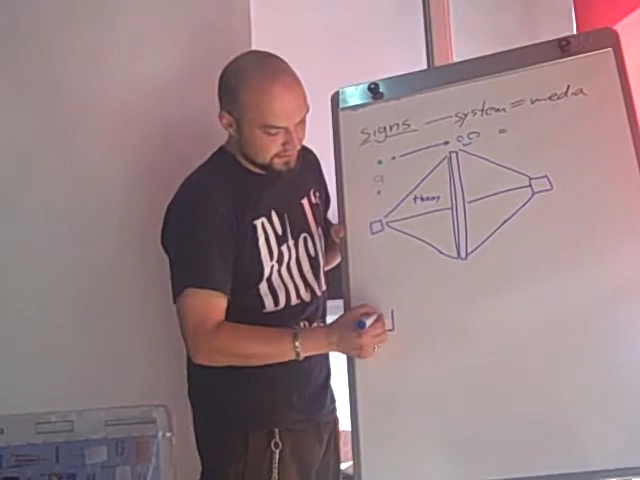 Signs — system = media
theory
Bitch